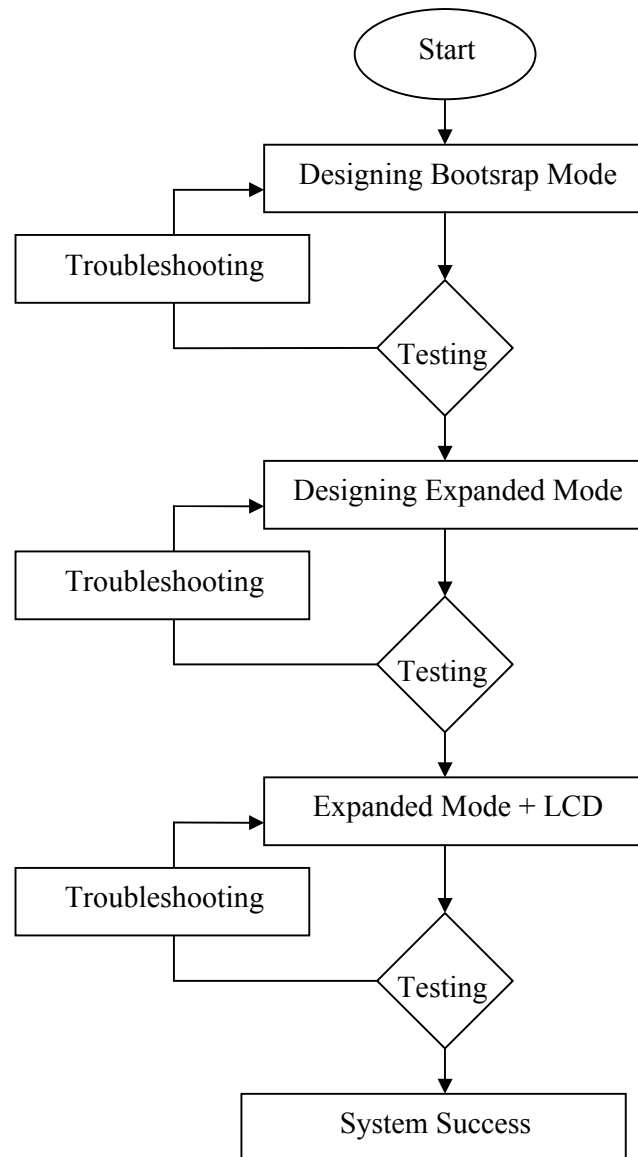 Start
Designing Bootsrap Mode
Troubleshooting
Testing
Designing Expanded Mode
Troubleshooting
Testing
Expanded Mode + LCD
Troubleshooting
Testing
System Success